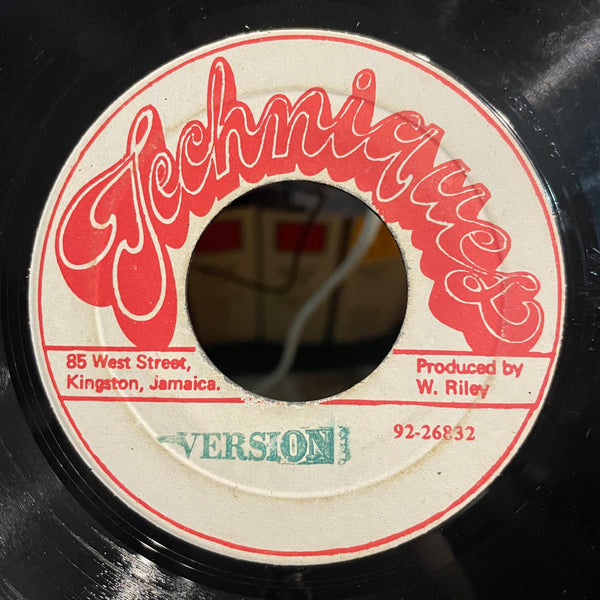 Techniques
85 West Street,
Kingston, Jamaica.
Produced by
W. Riley
VERSION
92-26832